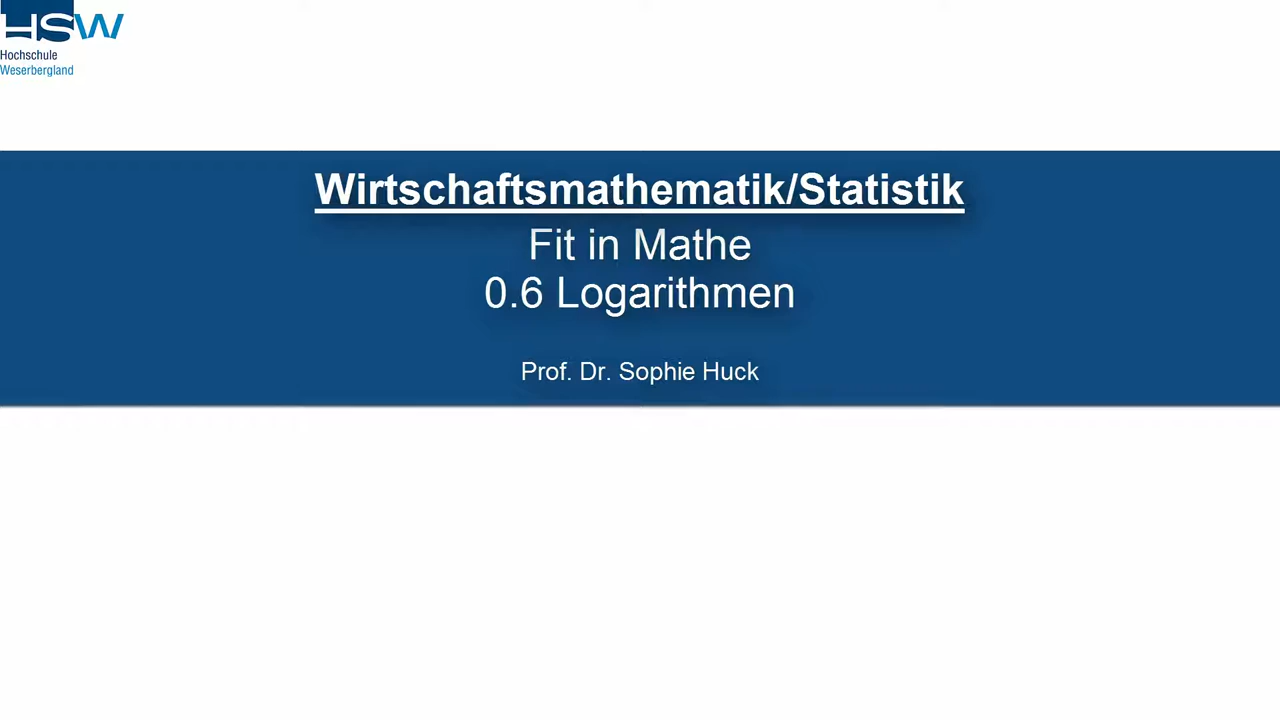 HSW
Hochschule
Weserbergland
Wirtschaftsmathematik/Statistik
Fit in Mathe
0.6 Logarithmen
Prof. Dr. Sophie Huck